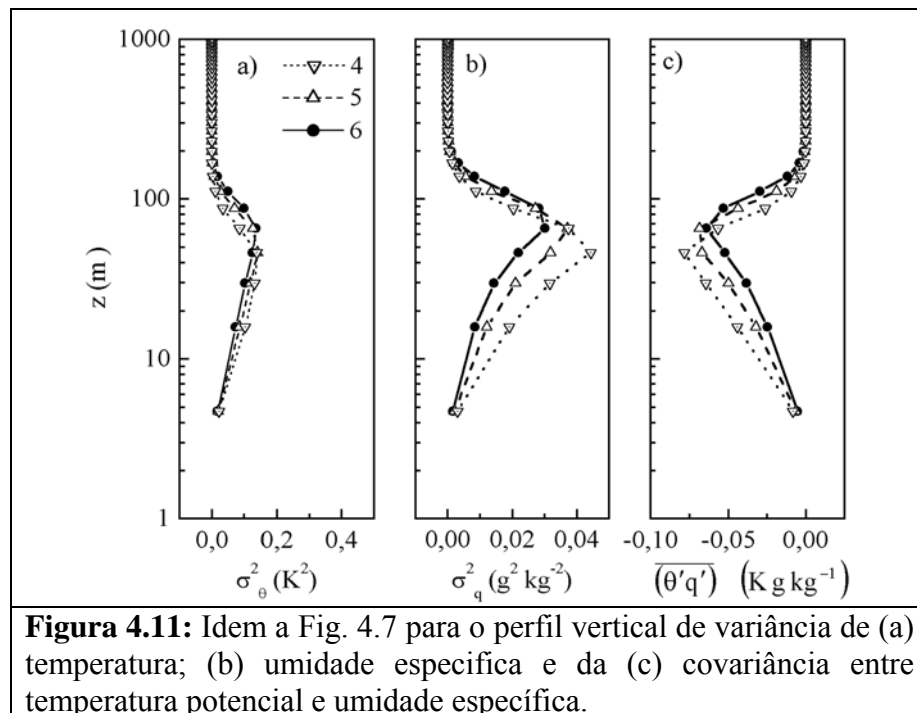 1000
100
10
1
z (m)
a)
4
5
6
b)
c)
0,0 0,2 0,4
0,00 0,02 0,04
-0,10 -0,05 0,00
σ²θ (K²)
σ²q (g² kg⁻²)
(θ′q′) (K g kg⁻¹)
Figura 4.11: Idem a Fig. 4.7 para o perfil vertical de variância de (a)
temperatura; (b) umidade especifica e da (c) covariância entre
temperatura potencial e umidade específica.